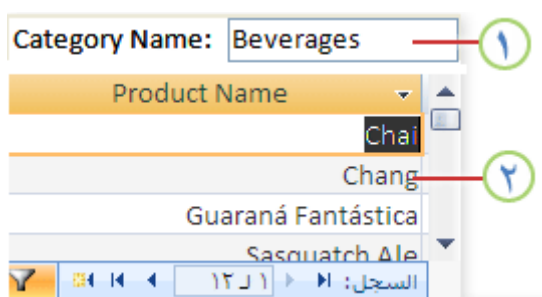 Category Name: Beverages
١
Product Name
Chai
Chang
٢
Guaraná Fantástica
Sasquatch Ale
السجل: ١ لـ ١٢